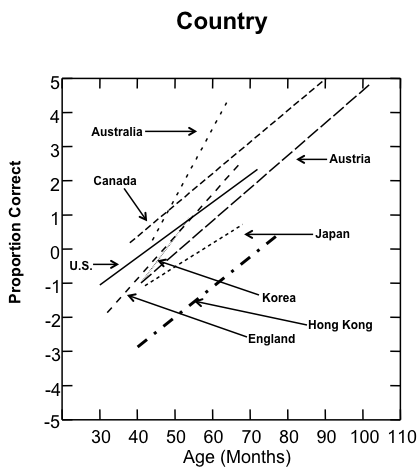 Country
Proportion Correct
5
4
3
2
1
0
-1
-2
-3
-4
-5
Australia
Canada
Austria
U.S.
Japan
Korea
Hong Kong
England
30 40 50 60 70 80 90 100 110
Age (Months)